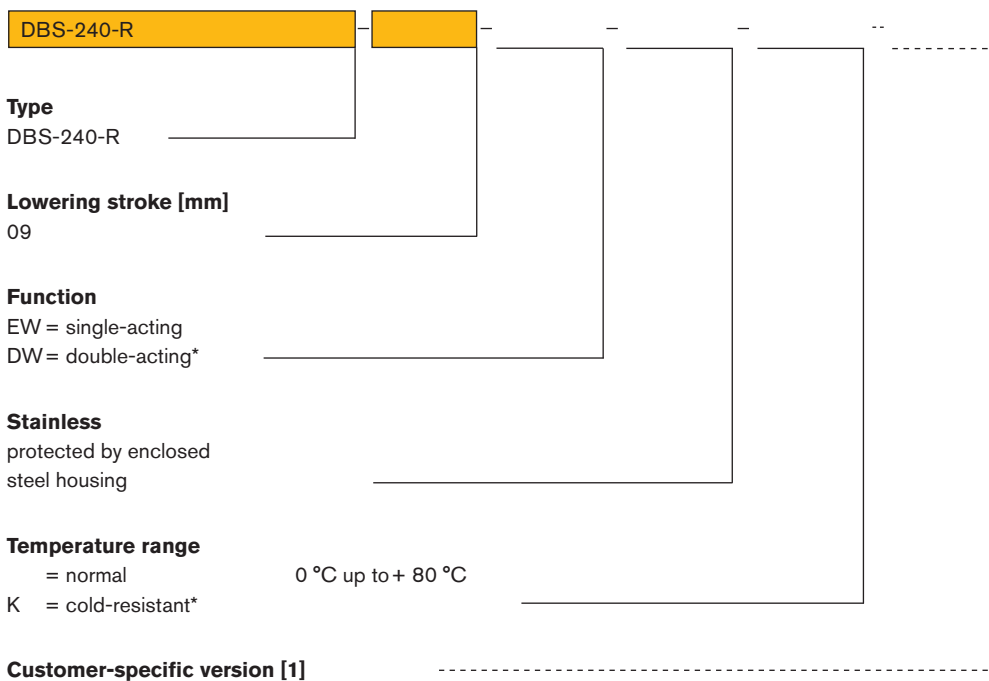 DBS-240-R – – – – --
Type
DBS-240-R
Lowering stroke [mm]
09
Function
EW = single-acting
DW = double-acting*
Stainless
protected by enclosed
steel housing
Temperature range
= normal 0 °C up to + 80 °C
K = cold-resistant*
Customer-specific version [1]